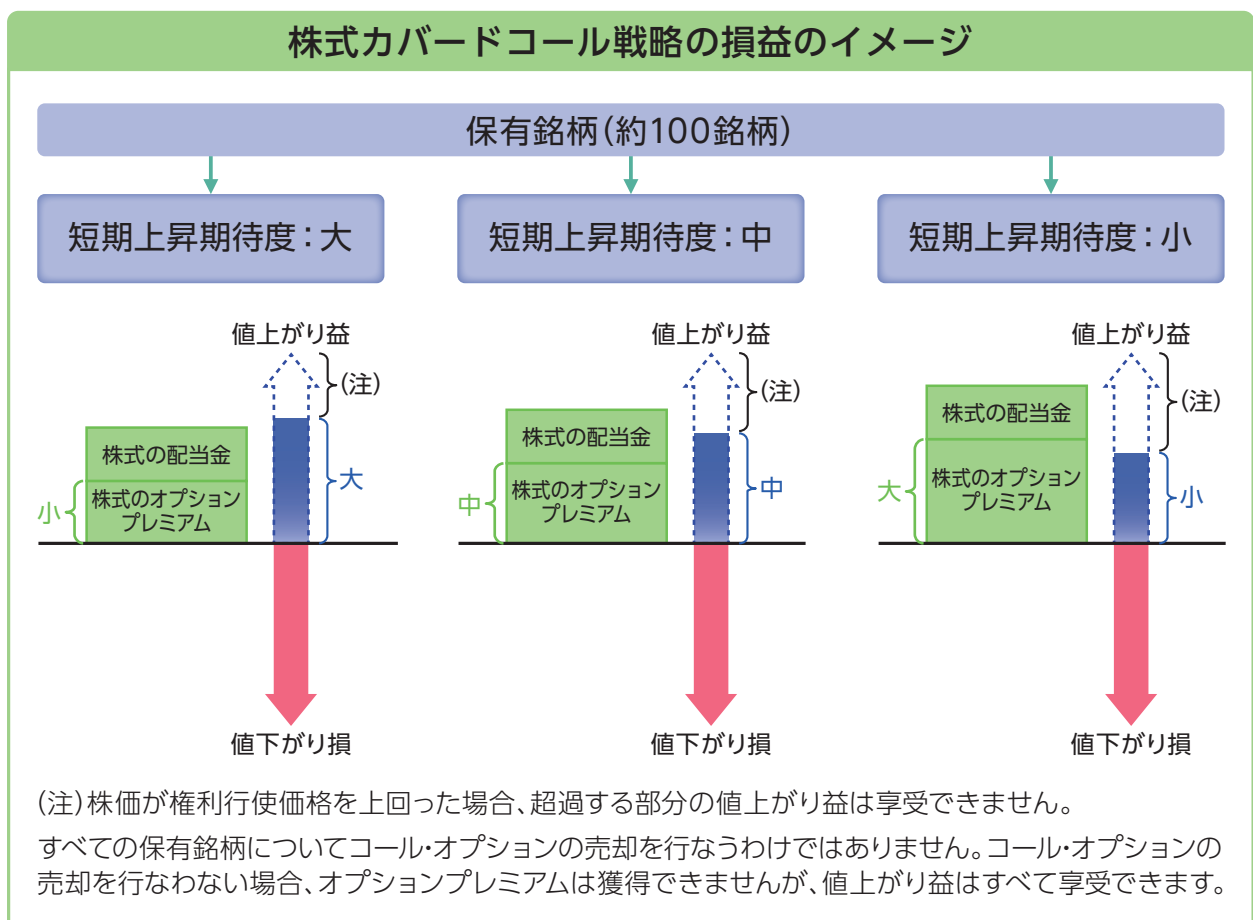 株式カバードコール戦略の損益のイメージ
保有銘柄(約100銘柄)
短期上昇期待度:大
短期上昇期待度:中
短期上昇期待度:小
値上がり益
(注)
株式の配当金
株式のオプション
プレミアム
小
大
値下がり損
値上がり益
(注)
株式の配当金
株式のオプション
プレミアム
中
中
値下がり損
値上がり益
(注)
株式の配当金
株式のオプション
プレミアム
大
小
値下がり損
(注)株価が権利行使価格を上回った場合、超過する部分の値上がり益は享受できません。
すべての保有銘柄についてコール・オプションの売却を行なうわけではありません。コール・オプションの
売却を行なわない場合、オプションプレミアムは獲得できませんが、値上がり益はすべて享受できます。